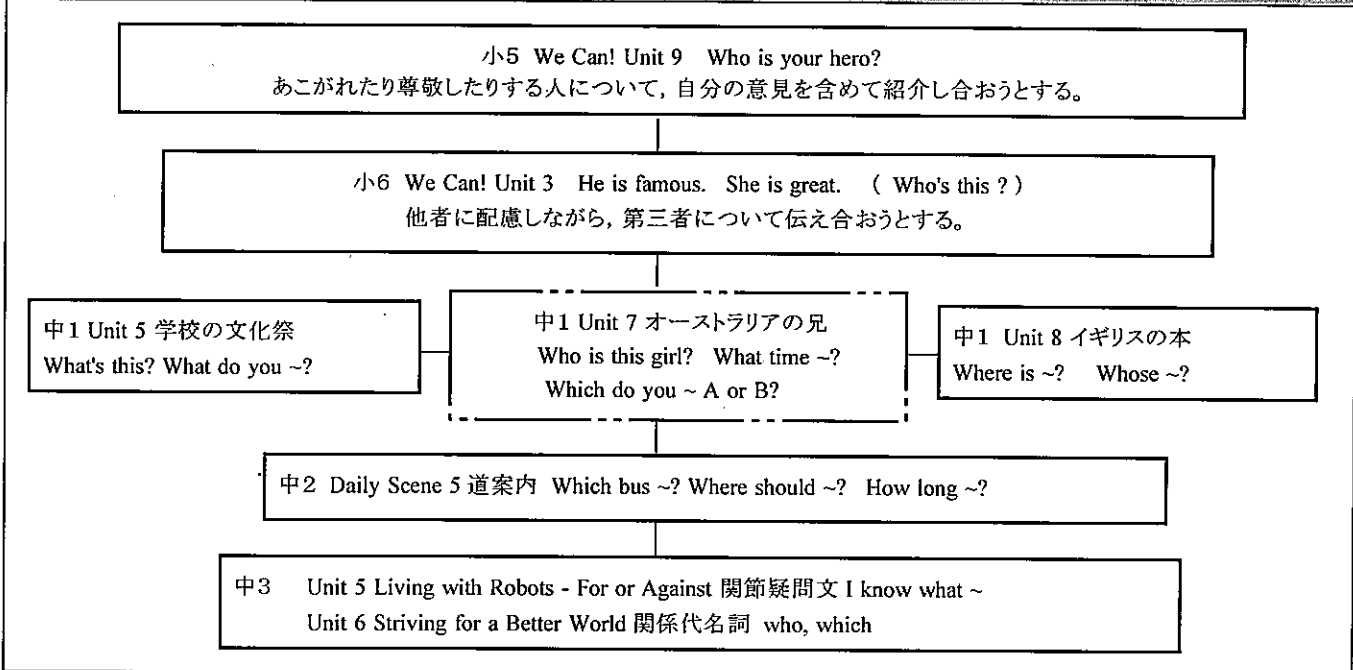 小5 We Can! Unit 9 Who is your hero?
あこがれたり尊敬したりする人について，自分の意見を含めて紹介し合おうとする。
小6 We Can! Unit 3 He is famous. She is great. ( Who's this ? )
他者に配慮しながら，第三者について伝え合おうとする。
中1 Unit 5 学校の文化祭
What's this? What do you ~?
中1 Unit 7 オーストラリアの兄
Who is this girl? What time ~?
Which do you ~ A or B?
中1 Unit 8 イギリスの本
Where is ~? Whose ~?
中2 Daily Scene 5 道案内 Which bus ~? Where should ~? How long ~?
中3 Unit 5 Living with Robots - For or Against 関節疑問文 I know what ~
Unit 6 Striving for a Better World 関係代名詞 who, which